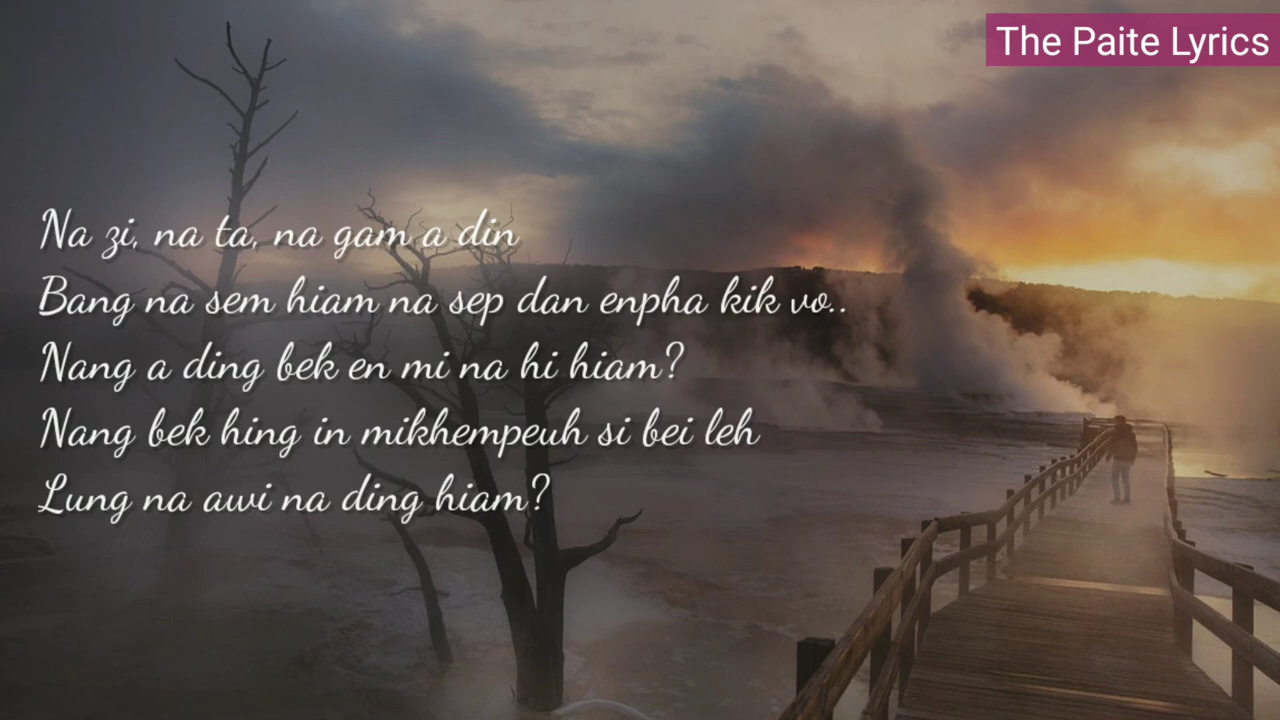 The Paite Lyrics
Na zi, na ta, na gam a din
Bang na sem hiam na sep dan enpha kik vo..
Nang a ding bek en mi na hi hiam?
Nang bek hing in mikhempeuh si bei leh
Lung na awi na ding hiam?